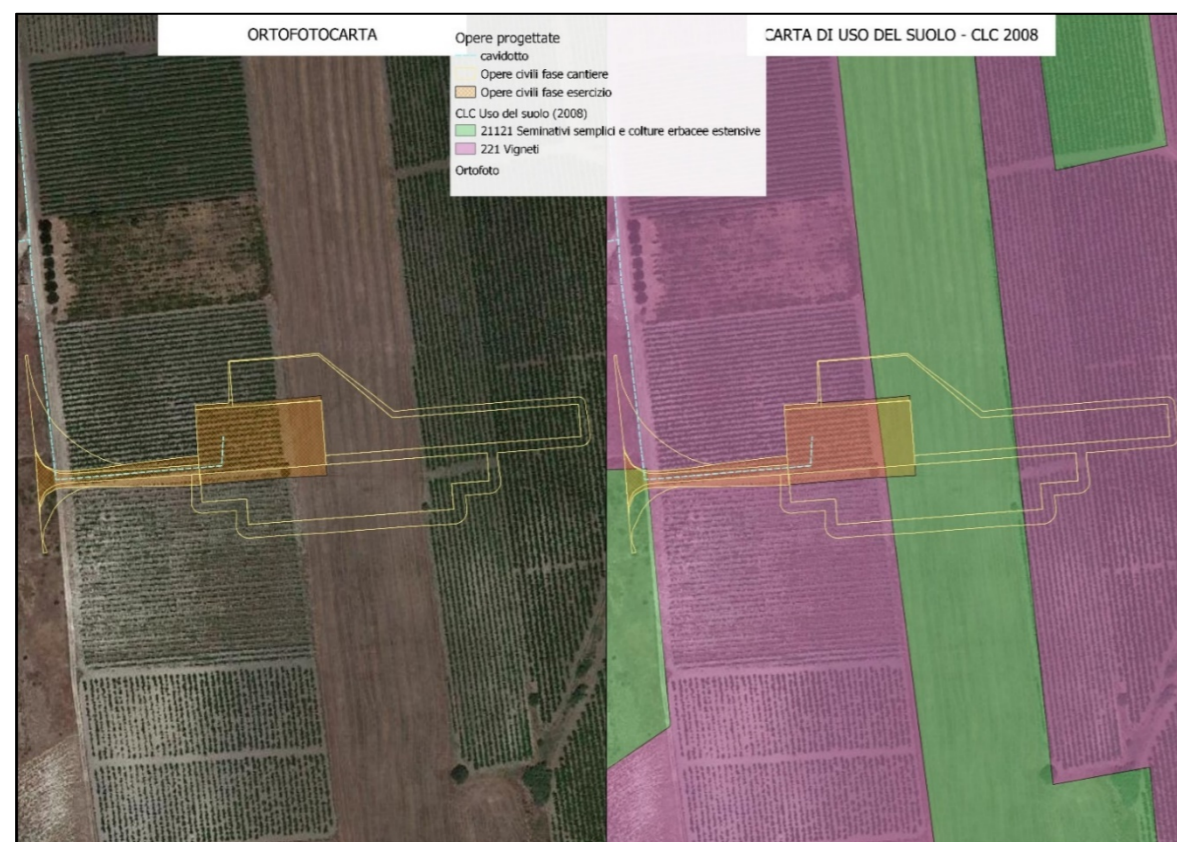 ORTOFOTOCARTA
Opere progettate
cavidotto
Opere civili fase cantiere
Opere civili fase esercizio
CLC Uso del suolo (2008)
21121 Seminativi semplici e colture erbacee estensive
221 Vigneti
Ortofoto
CARTA DI USO DEL SUOLO - CLC 2008